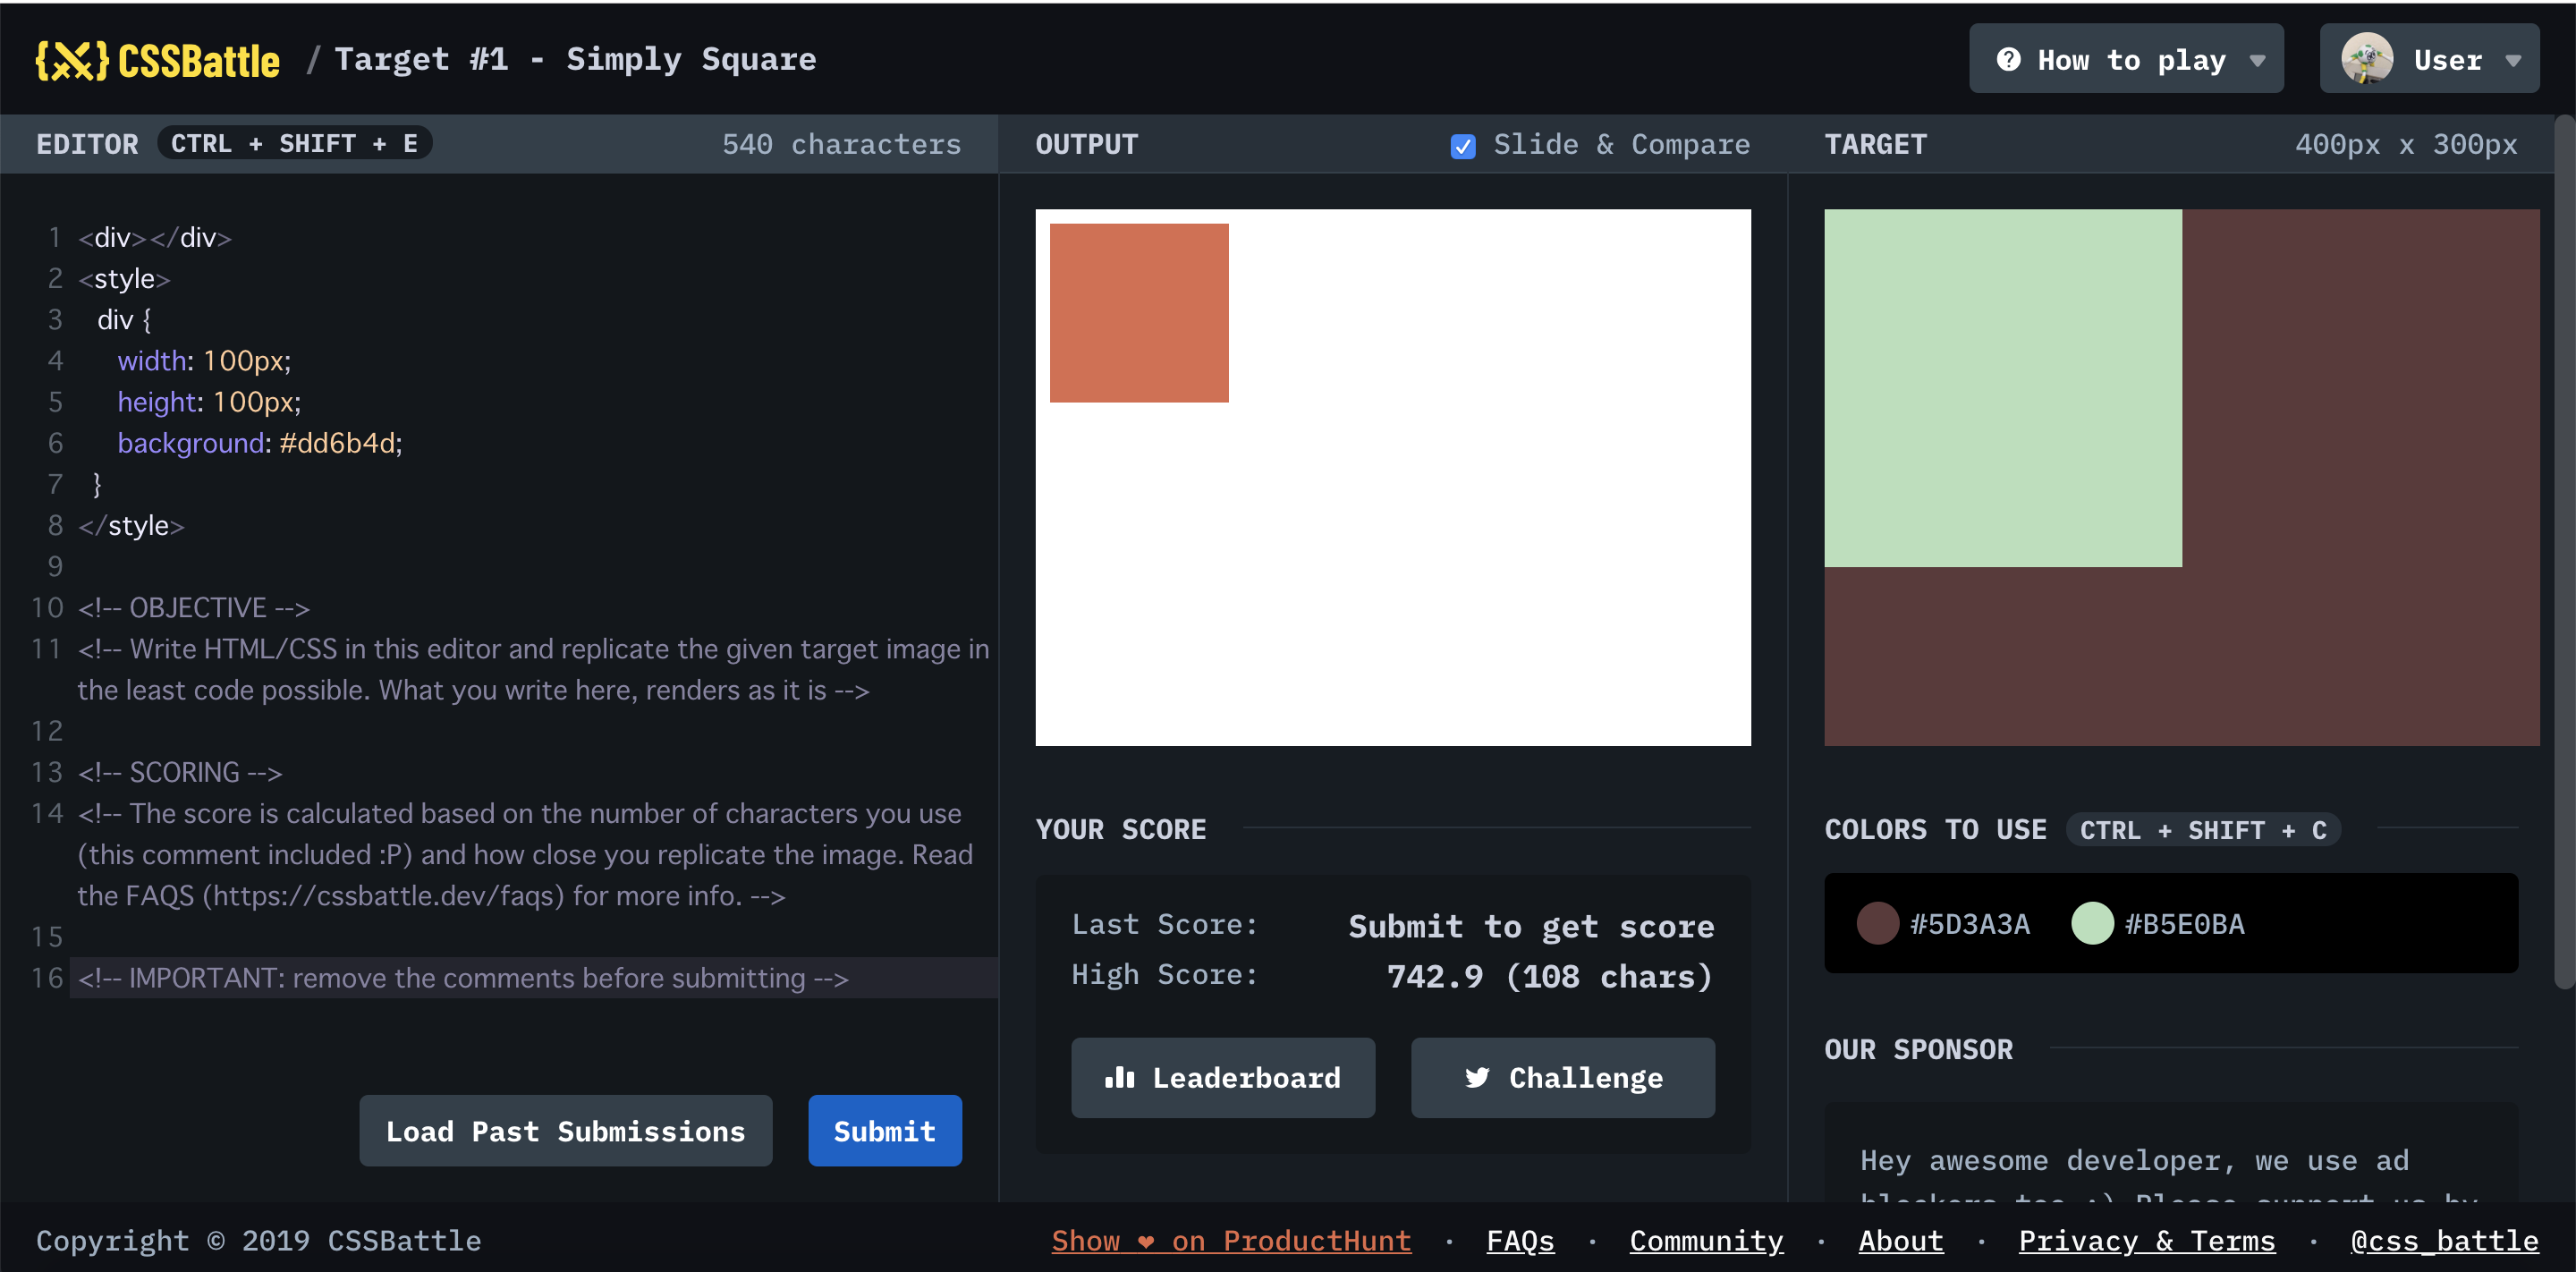 {X} CSSBattle / Target #1 - Simply Square
How to play
User
EDITOR CTRL + SHIFT + E 540 characters
1 <div></div>
2 <style>
3 div {
4 width: 100px;
5 height: 100px;
6 background: #dd6b4d;
7 }
8 </style>
9
10 <!-- OBJECTIVE -->
11 <!-- Write HTML/CSS in this editor and replicate the given target image in
the least code possible. What you write here, renders as it is -->
12
13 <!-- SCORING -->
14 <!-- The score is calculated based on the number of characters you use
(this comment included :P) and how close you replicate the image. Read
the FAQS (https://cssbattle.dev/faqs) for more info. -->
15
16 <!-- IMPORTANT: remove the comments before submitting -->
Load Past Submissions
Submit
OUTPUT Slide & Compare
YOUR SCORE
Last Score: Submit to get score
High Score: 742.9 (108 chars)
Leaderboard
Challenge
TARGET 400px x 300px
COLORS TO USE CTRL + SHIFT + C
#5D3A3A #B5E0BA
OUR SPONSOR
Hey awesome developer, we use ad
blockers too :) Please support us by
Copyright © 2019 CSSBattle
Show ❤ on ProductHunt · FAQs · Community · About · Privacy & Terms · @css_battle